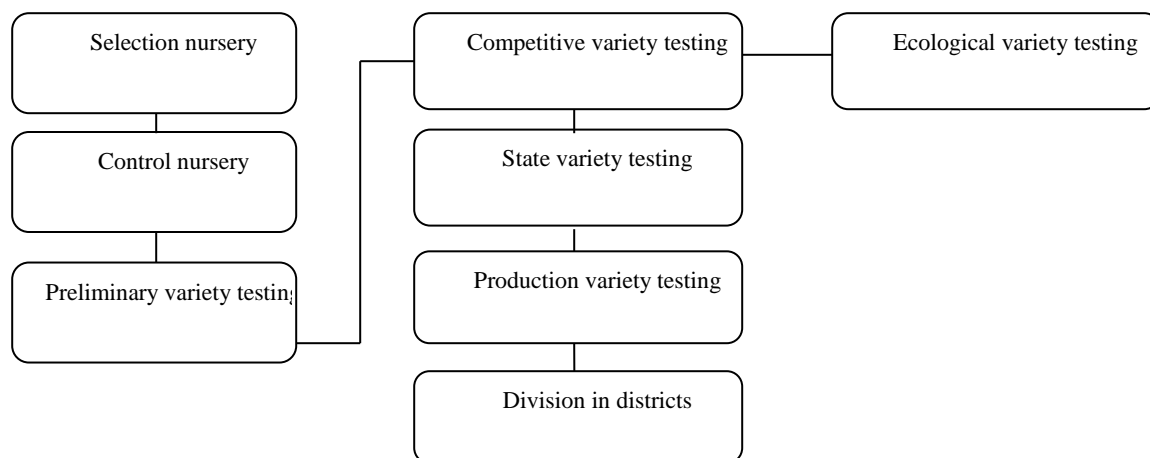 Selection nursery
Control nursery
Preliminary variety testing
Competitive variety testing
State variety testing
Production variety testing
Division in districts
Ecological variety testing